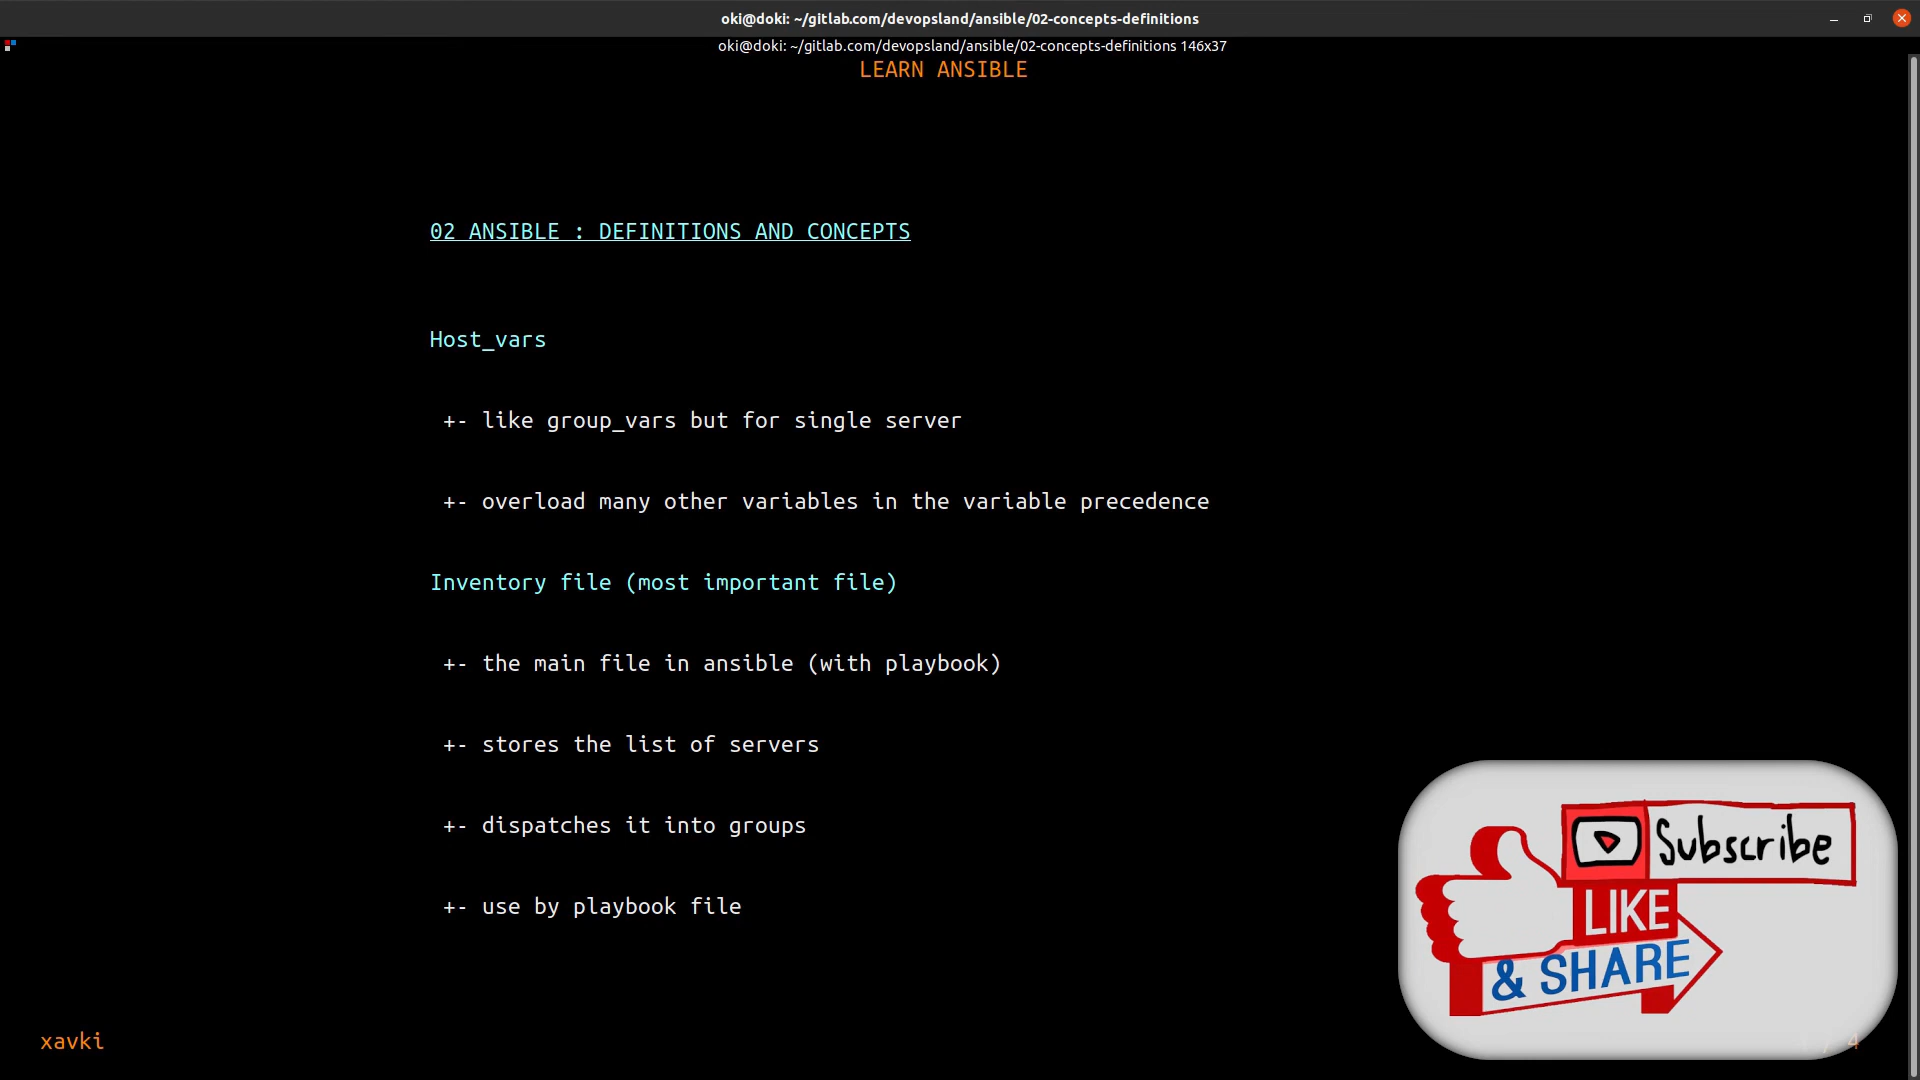 oki@doki: ~/gitlab.com/devopsland/ansible/02-concepts-definitions
oki@doki: ~/gitlab.com/devopsland/ansible/02-concepts-definitions 146x37
LEARN ANSIBLE
02 ANSIBLE : DEFINITIONS AND CONCEPTS
Host_vars
+- like group_vars but for single server
+- overload many other variables in the variable precedence
Inventory file (most important file)
+- the main file in ansible (with playbook)
+- stores the list of servers
+- dispatches it into groups
+- use by playbook file
Subscribe
LIKE
& SHARE
xavki
/ 4